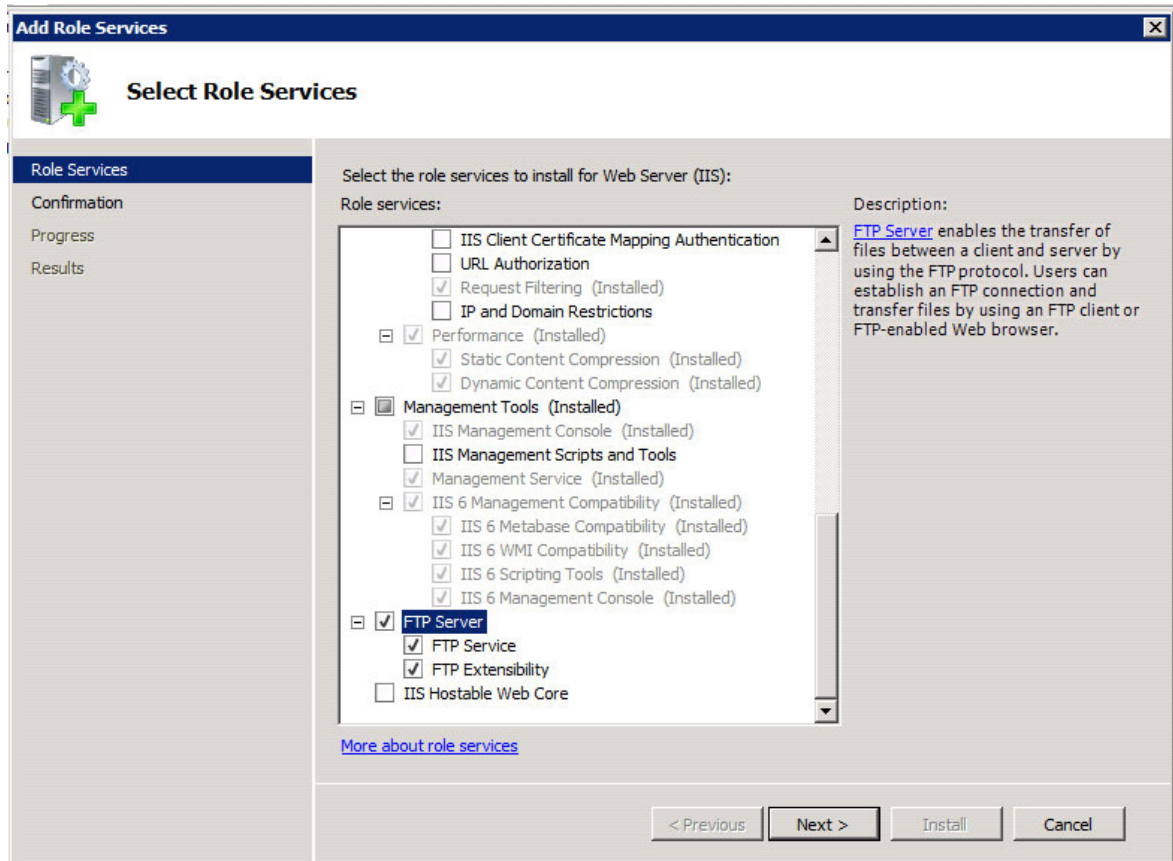 Add Role Services
Select Role Services
Role Services
Confirmation
Progress
Results
Select the role services to install for Web Server (IIS):
Role services:
IIS Client Certificate Mapping Authentication
URL Authorization
Request Filtering (Installed)
IP and Domain Restrictions
Performance (Installed)
Static Content Compression (Installed)
Dynamic Content Compression (Installed)
Management Tools (Installed)
IIS Management Console (Installed)
IIS Management Scripts and Tools
Management Service (Installed)
IIS 6 Management Compatibility (Installed)
IIS 6 Metabase Compatibility (Installed)
IIS 6 WMI Compatibility (Installed)
IIS 6 Scripting Tools (Installed)
IIS 6 Management Console (Installed)
FTP Server
FTP Service
FTP Extensibility
IIS Hostable Web Core
More about role services
Description:
FTP Server enables the transfer of
files between a client and server by
using the FTP protocol. Users can
establish an FTP connection and
transfer files by using an FTP client or
FTP-enabled Web browser.
< Previous
Next >
Install
Cancel